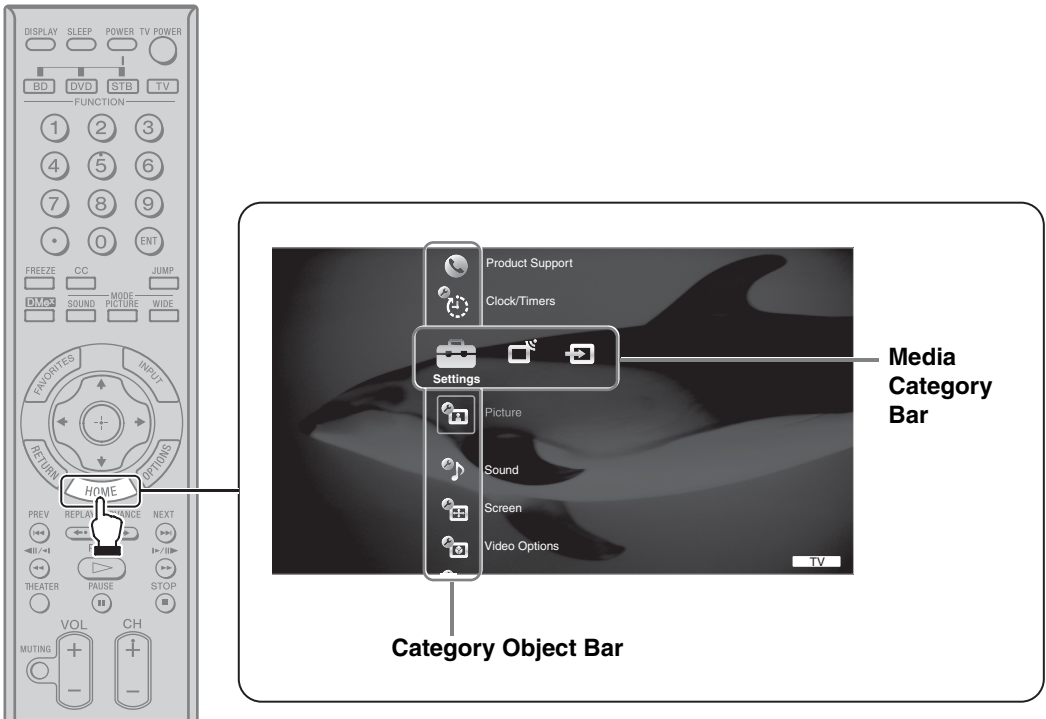 DISPLAY SLEEP POWER TV POWER
BD DVD STB TV
FUNCTION
1 2 3
4 5 6
7 8 9
• 0 ENT
FREEZE CC JUMP
DMex SOUND MODE PICTURE WIDE
FAVORITES INPUT
RETURN OPTIONS
HOME
PREV REPLAY ADVANCE NEXT
THEATER PAUSE STOP
VOL CH
MUTING + +
− −
Product Support
Clock/Timers
Settings
Picture
Sound
Screen
Video Options
TV
Media
Category
Bar
Category Object Bar